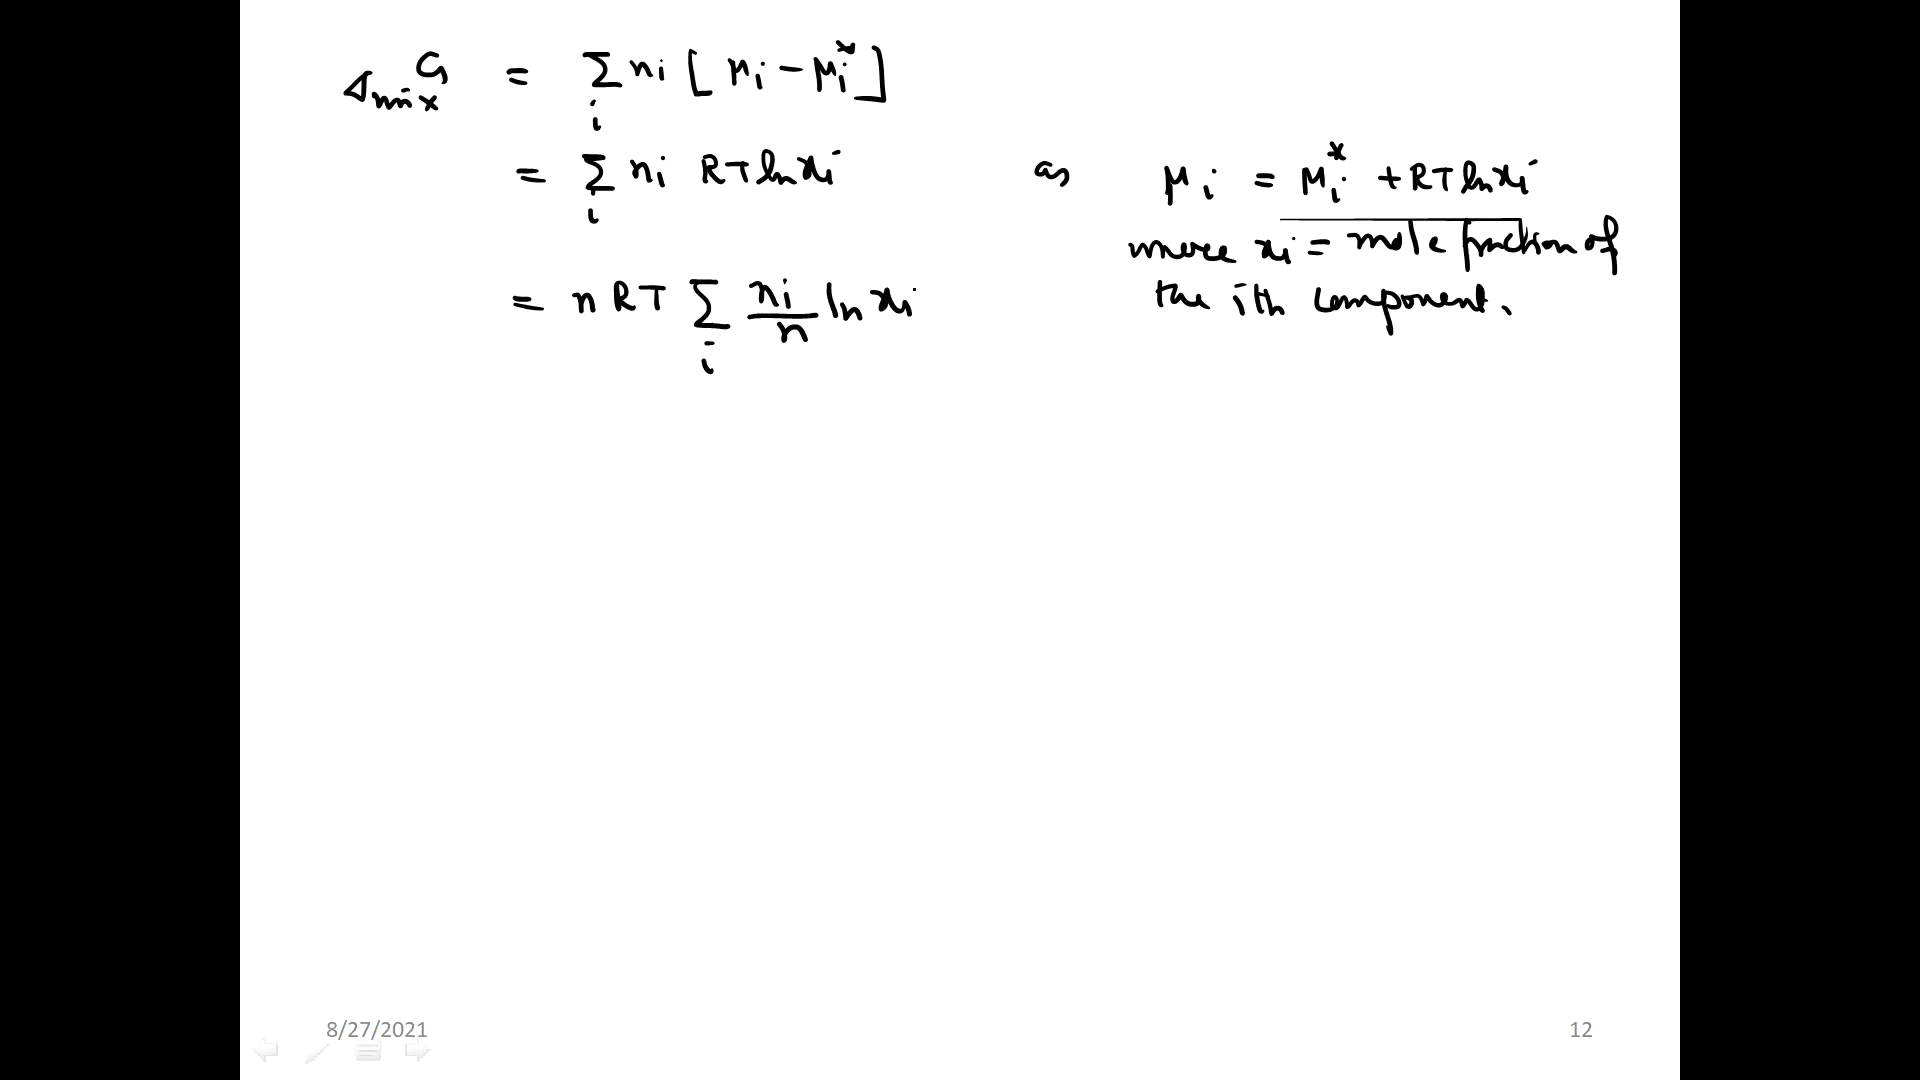 Δmix G = Σi ni [ μi − μi* ]
= Σi ni RT ln xi as μi = μi* + RT ln xi
where xi = mole fraction of
the ith component.
= n RT Σi ni/n ln xi
8/27/2021
12